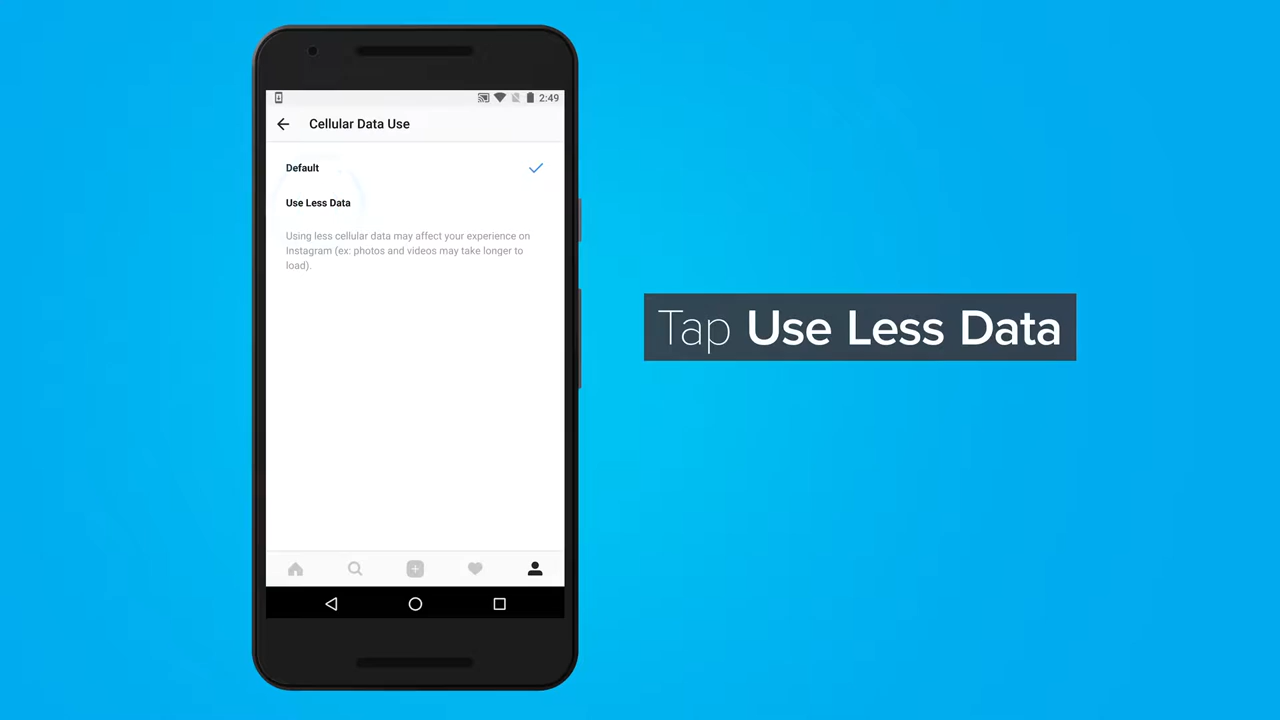 2:49
Cellular Data Use
Default
Use Less Data
Using less cellular data may affect your experience on
Instagram (ex: photos and videos may take longer to
load).
Tap Use Less Data